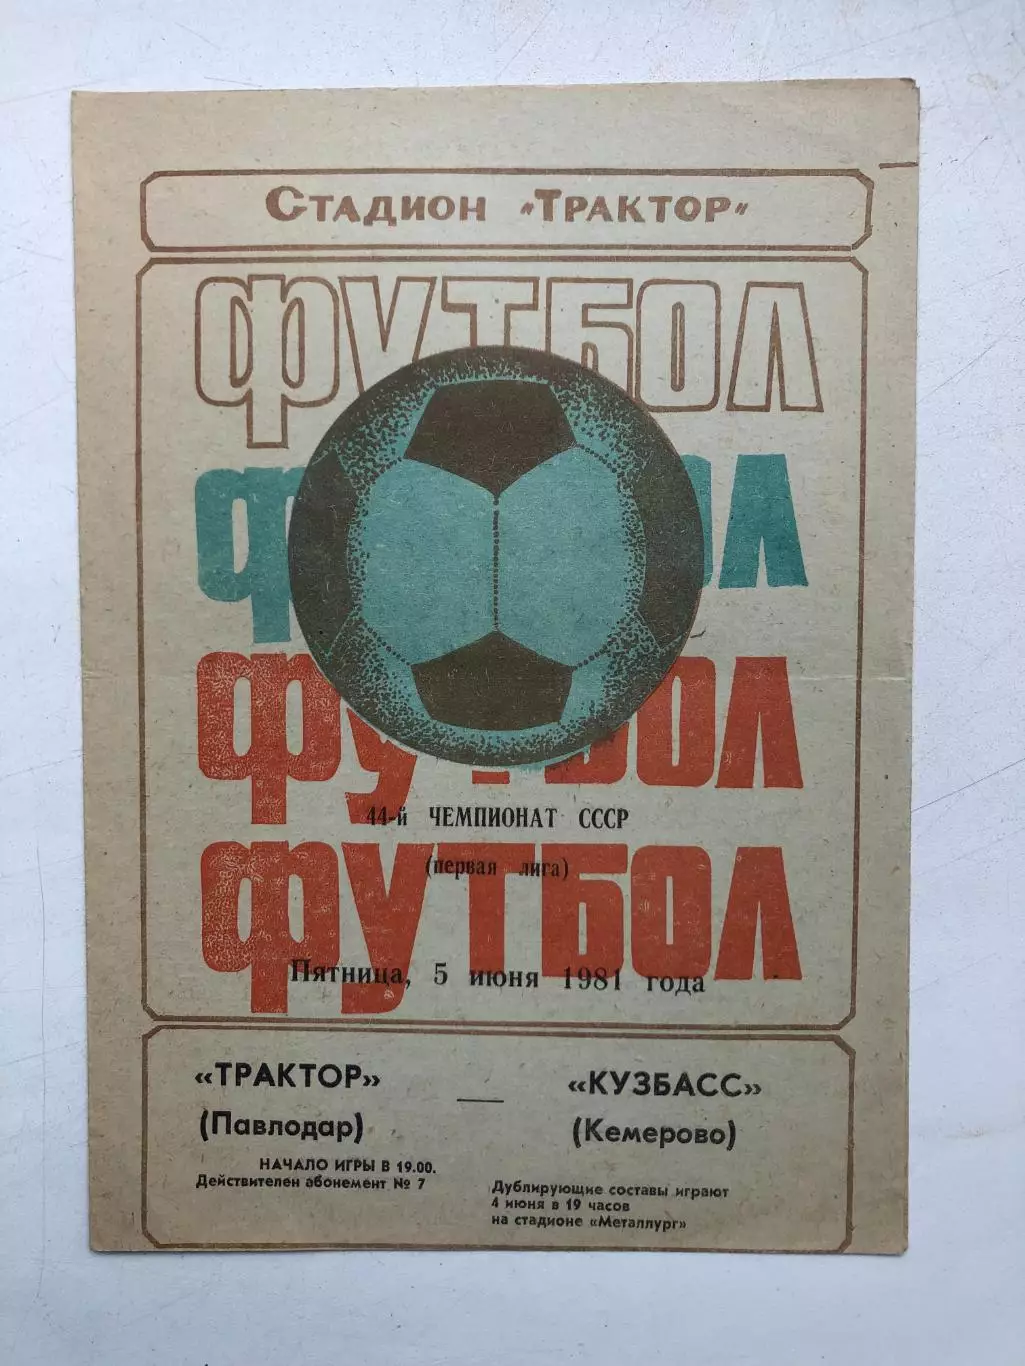 Стадион "Трактор"
ФУТБОЛ
ФУТБОЛ
ФУТБОЛ
44-й ЧЕМПИОНАТ СССР
(первая лига)
ФУТБОЛ
Пятница, 5 июня 1981 года
«ТРАКТОР» — «КУЗБАСС»
(Павлодар) (Кемерово)
НАЧАЛО ИГРЫ В 19.00.
Действителен абонемент № 7
Дублирующие составы играют
4 июня в 19 часов
на стадионе «Металлург»